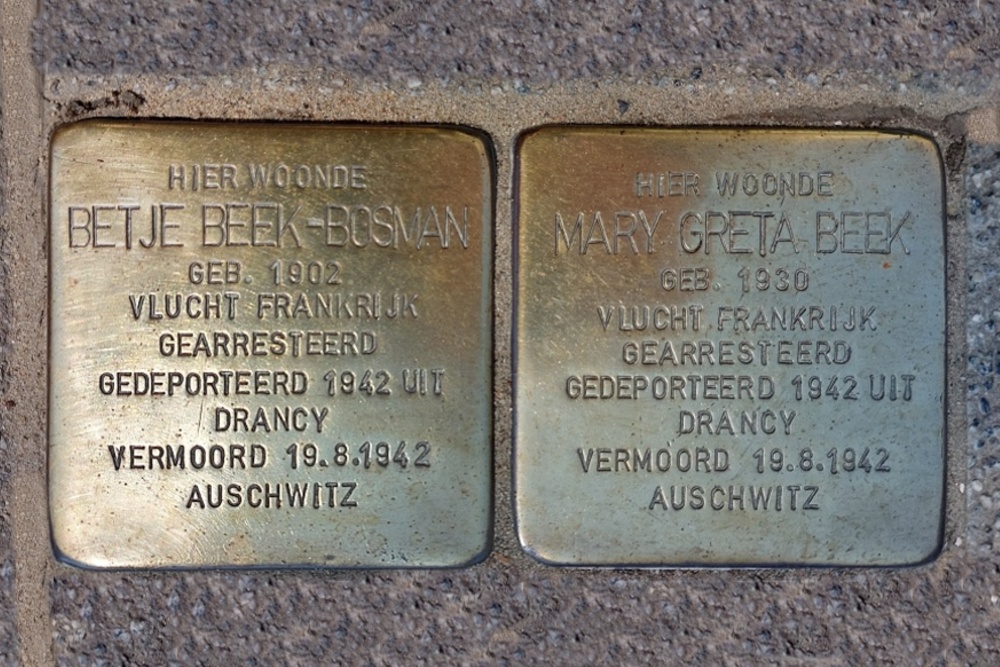 HIER WOONDE
BETJE BEEK-BOSMAN
GEB. 1902
VLUCHT FRANKRIJK
GEARRESTEERD
GEDEPORTEERD 1942 UIT
DRANCY
VERMOORD 19.8.1942
AUSCHWITZ
HIER WOONDE
MARY GRETA BEEK
GEB. 1930
VLUCHT FRANKRIJK
GEARRESTEERD
GEDEPORTEERD 1942 UIT
DRANCY
VERMOORD 19.8.1942
AUSCHWITZ